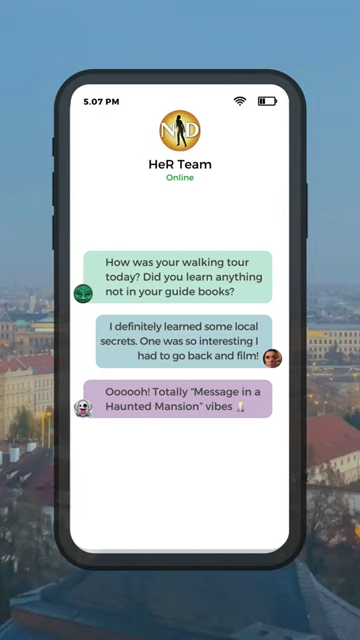 5.07 PM
N D
HeR Team
Online
How was your walking tour
today? Did you learn anything
not in your guide books?
I definitely learned some local
secrets. One was so interesting I
had to go back and film!
Oooooh! Totally “Message in a
Haunted Mansion” vibes